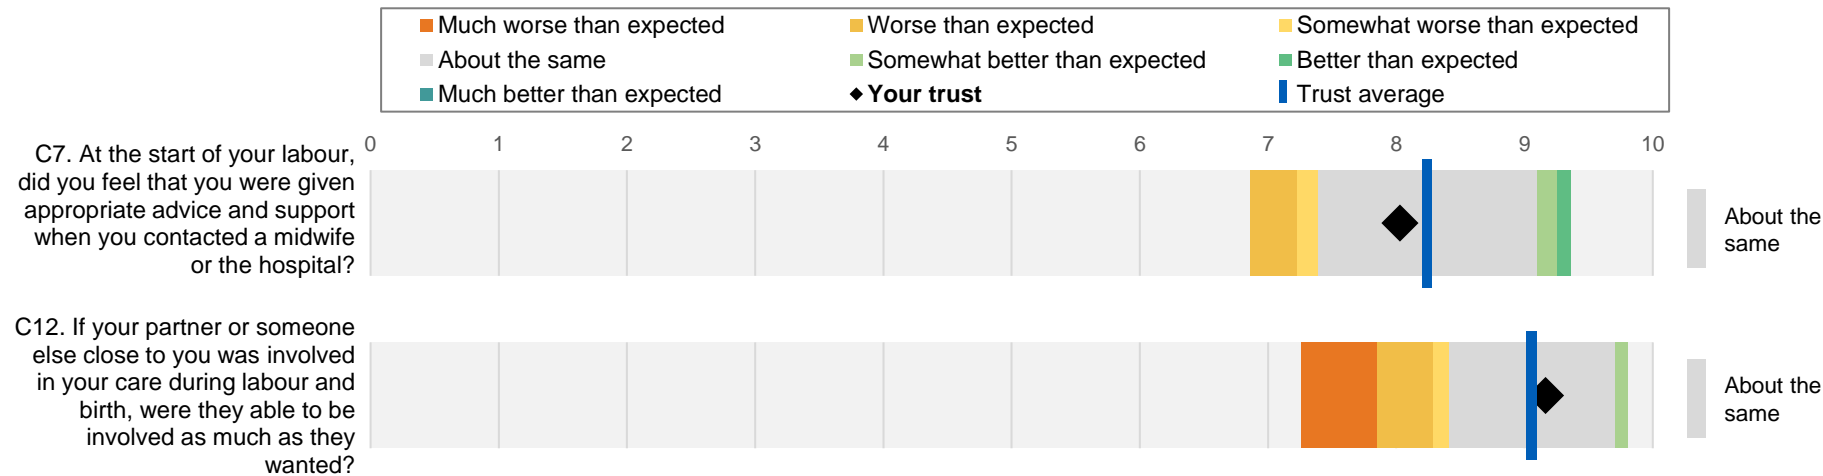 Much worse than expected
Worse than expected
Somewhat worse than expected
About the same
Somewhat better than expected
Better than expected
Much better than expected
Your trust
Trust average
0 1 2 3 4 5 6 7 8 9 10
C7. At the start of your labour,
did you feel that you were given
appropriate advice and support
when you contacted a midwife
or the hospital?
About the
same
C12. If your partner or someone
else close to you was involved
in your care during labour and
birth, were they able to be
involved as much as they
wanted?
About the
same